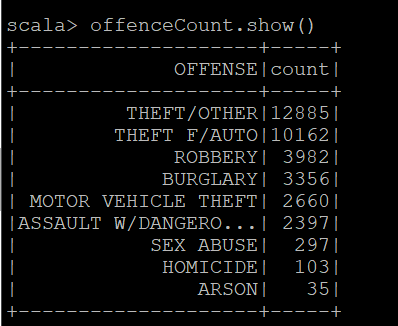 scala> offenceCount.show()
+--------------------+-----+
|             OFFENSE|count|
+--------------------+-----+
|         THEFT/OTHER|12885|
|        THEFT F/AUTO|10162|
|             ROBBERY| 3982|
|            BURGLARY| 3356|
| MOTOR VEHICLE THEFT| 2660|
|ASSAULT W/DANGERO...| 2397|
|           SEX ABUSE|  297|
|            HOMICIDE|  103|
|               ARSON|   35|
+--------------------+-----+